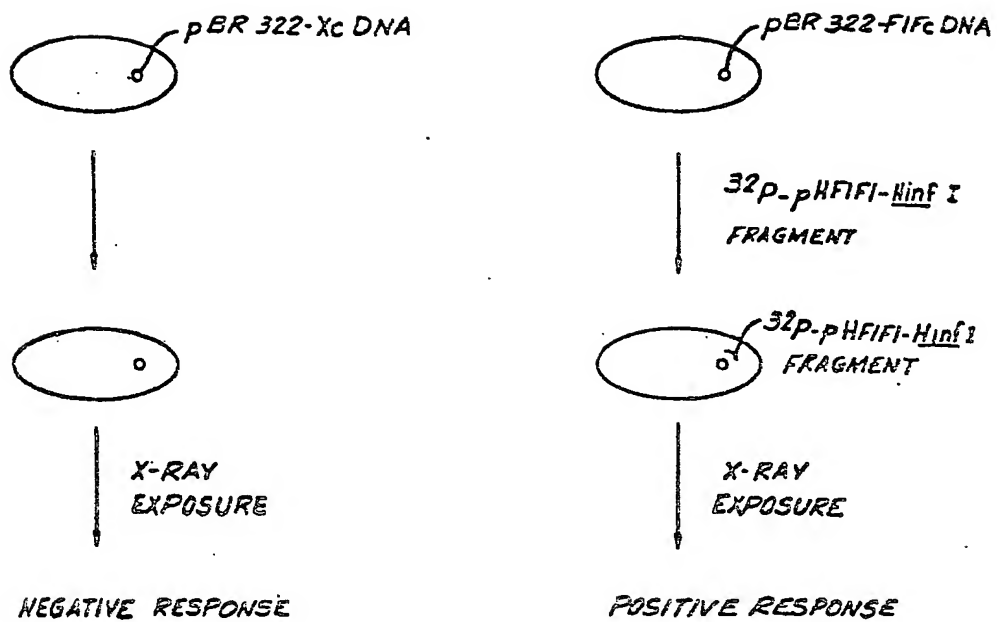 pBR 322-Xc DNA
pBR 322-FIFc DNA
32P-pHFIFI-Hinf I
FRAGMENT
32P-pHFIFI-Hinf I
FRAGMENT
X-RAY
EXPOSURE
X-RAY
EXPOSURE
NEGATIVE RESPONSE
POSITIVE RESPONSE